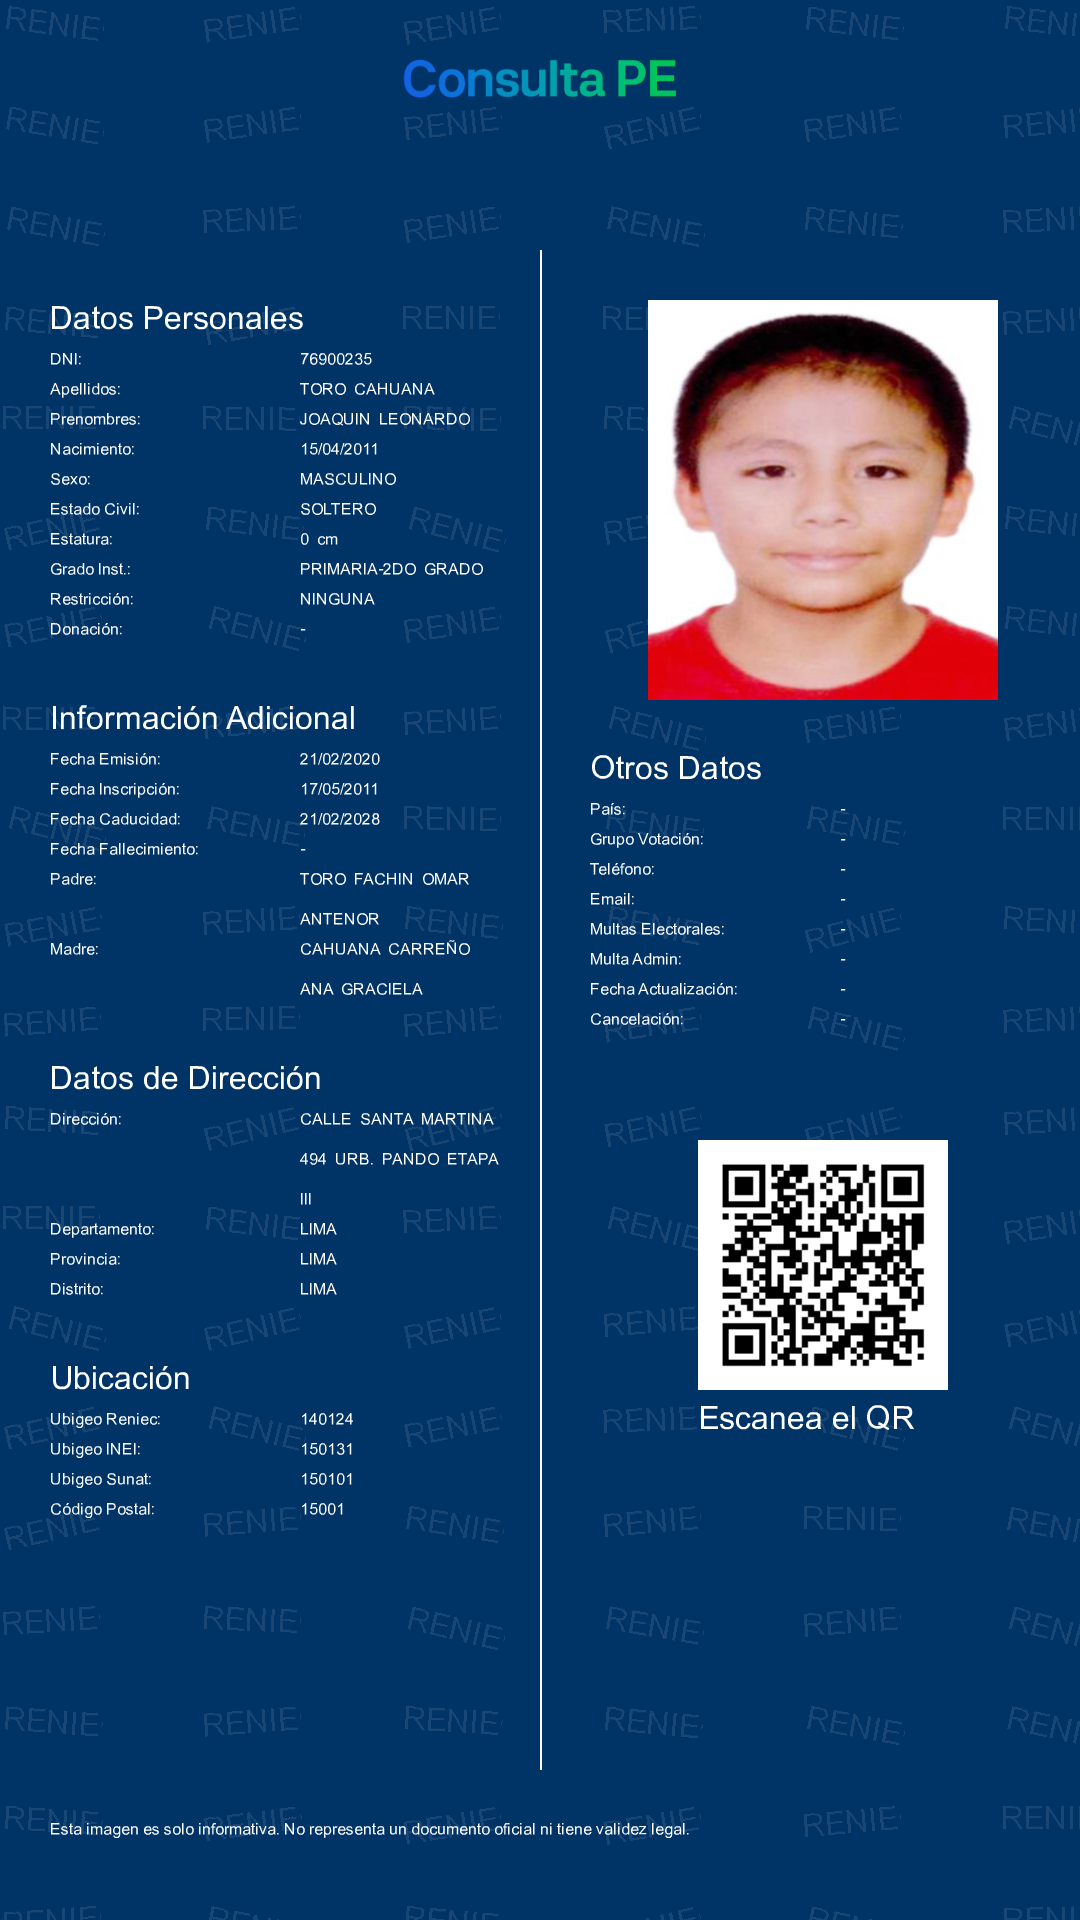 Consulta PE
Datos Personales
DNI: 76900235
Apellidos: TORO CAHUANA
Prenombres: JOAQUIN LEONARDO
Nacimiento: 15/04/2011
Sexo: MASCULINO
Estado Civil: SOLTERO
Estatura: 0 cm
Grado Inst.: PRIMARIA-2DO GRADO
Restricción: NINGUNA
Donación: -
Información Adicional
Fecha Emisión: 21/02/2020
Fecha Inscripción: 17/05/2011
Fecha Caducidad: 21/02/2028
Fecha Fallecimiento: -
Padre: TORO FACHIN OMAR
ANTENOR
Madre: CAHUANA CARREÑO
ANA GRACIELA
Datos de Dirección
Dirección: CALLE SANTA MARTINA
494 URB. PANDO ETAPA
III
Departamento: LIMA
Provincia: LIMA
Distrito: LIMA
Ubicación
Ubigeo Reniec: 140124
Ubigeo INEI: 150131
Ubigeo Sunat: 150101
Código Postal: 15001
Otros Datos
País: -
Grupo Votación: -
Teléfono: -
Email: -
Multas Electorales: -
Multa Admin: -
Fecha Actualización: -
Cancelación: -
Escanea el QR
Esta imagen es solo informativa. No representa un documento oficial ni tiene validez legal.